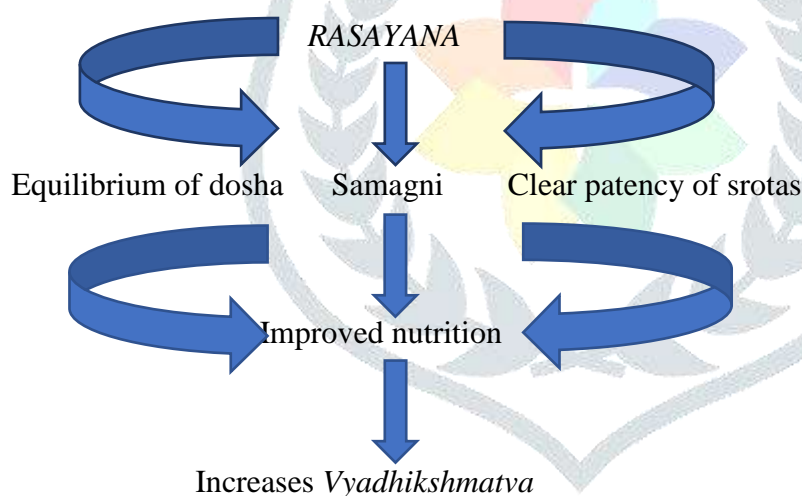 RASAYANA
Equilibrium of dosha Samagni Clear patency of srotas
Improved nutrition
Increases Vyadhikshmatva